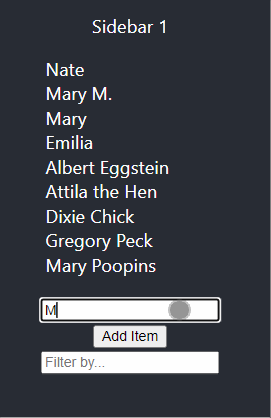 Sidebar 1
Nate
Mary M.
Mary
Emilia
Albert Eggstein
Attila the Hen
Dixie Chick
Gregory Peck
Mary Poopins
M
Add Item
Filter by...